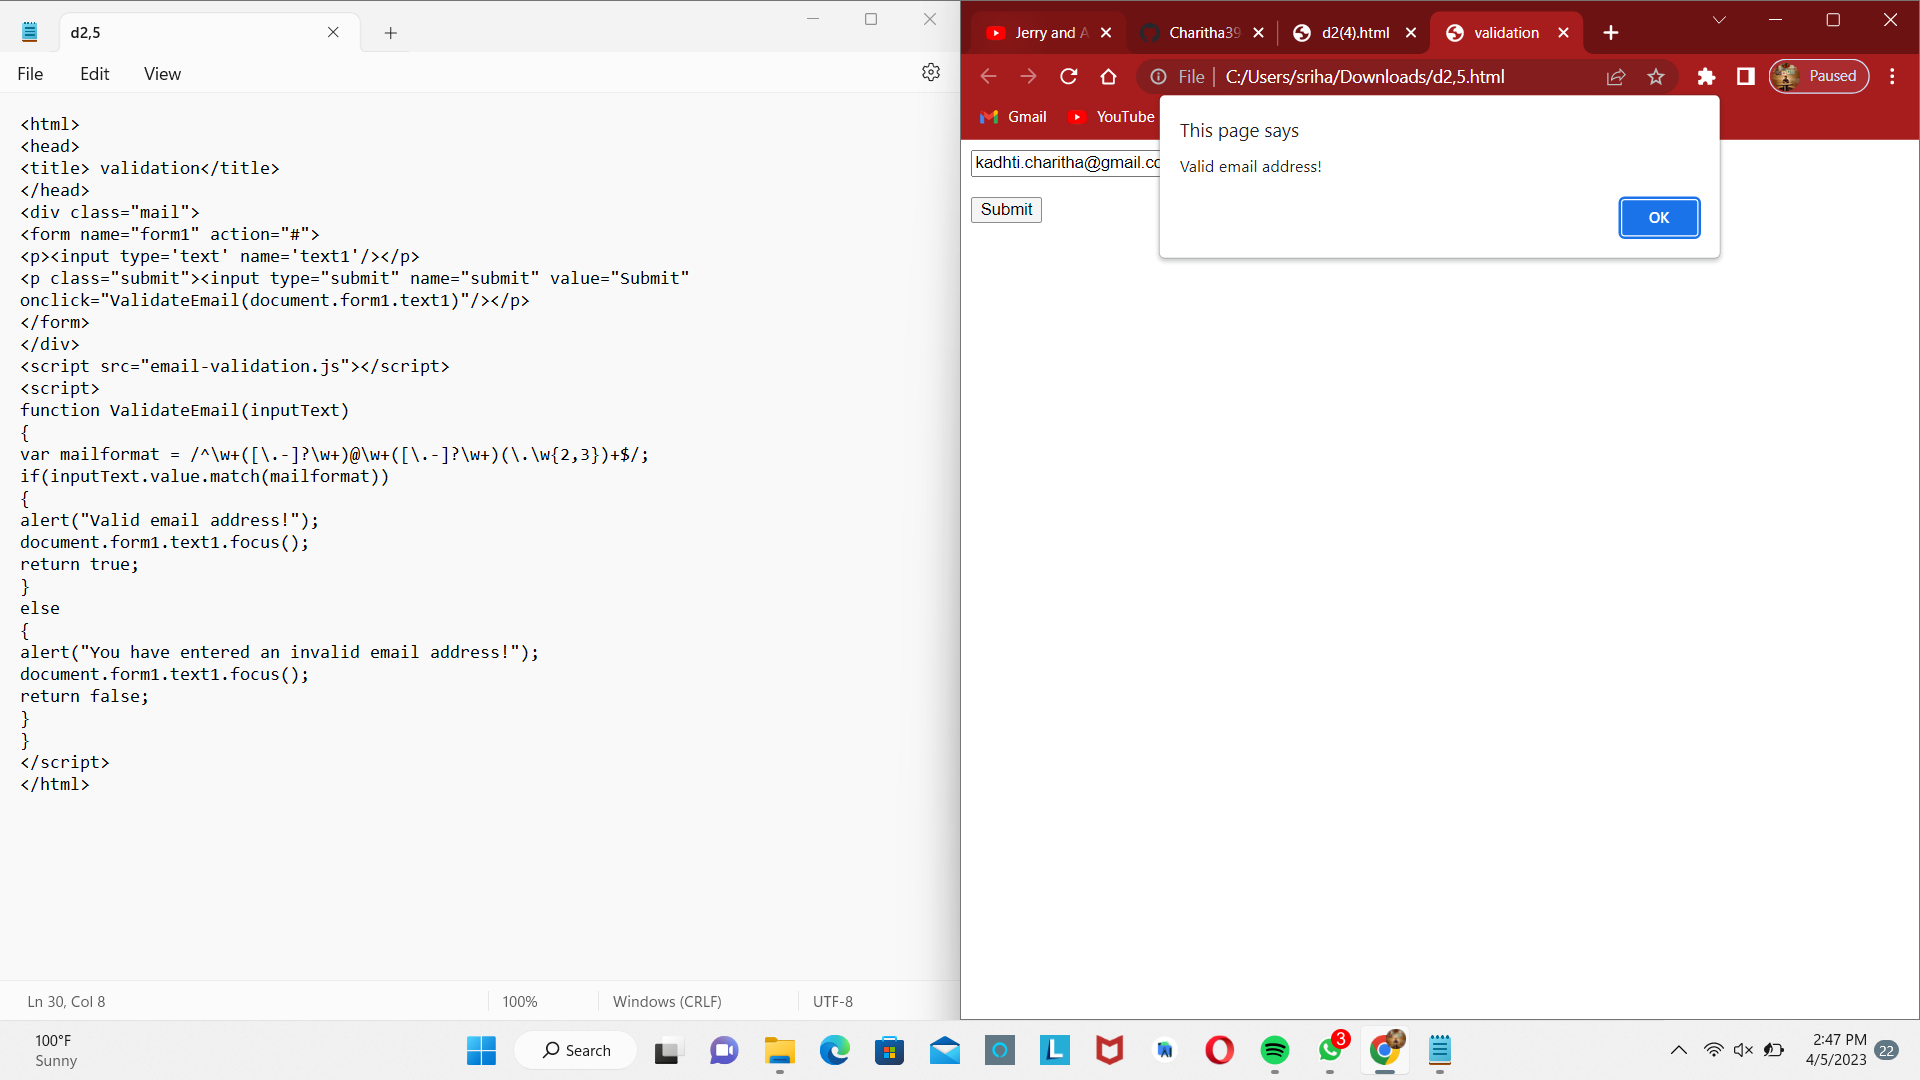 d2,5
File Edit View
<html>
<head>
<title> validation</title>
</head>
<div class="mail">
<form name="form1" action="#">
<p><input type='text' name='text1'/></p>
<p class="submit"><input type="submit" name="submit" value="Submit"
onclick="ValidateEmail(document.form1.text1)"/></p>
</form>
</div>
<script src="email-validation.js"></script>
<script>
function ValidateEmail(inputText)
{
var mailformat = /^\w+([\.-]?\w+)@\w+([\.-]?\w+)(\.\w{2,3})+$/;
if(inputText.value.match(mailformat))
{
alert("Valid email address!");
document.form1.text1.focus();
return true;
}
else
{
alert("You have entered an invalid email address!");
document.form1.text1.focus();
return false;
}
}
</script>
</html>
Ln 30, Col 8 100% Windows (CRLF) UTF-8
Jerry and Charitha39 d2(4).html validation
File C:/Users/sriha/Downloads/d2,5.html Paused
Gmail YouTube
This page says
Valid email address!
OK
kadhti.charitha@gmail.co
Submit
100°F
Sunny
Search
3
2:47 PM
4/5/2023
22